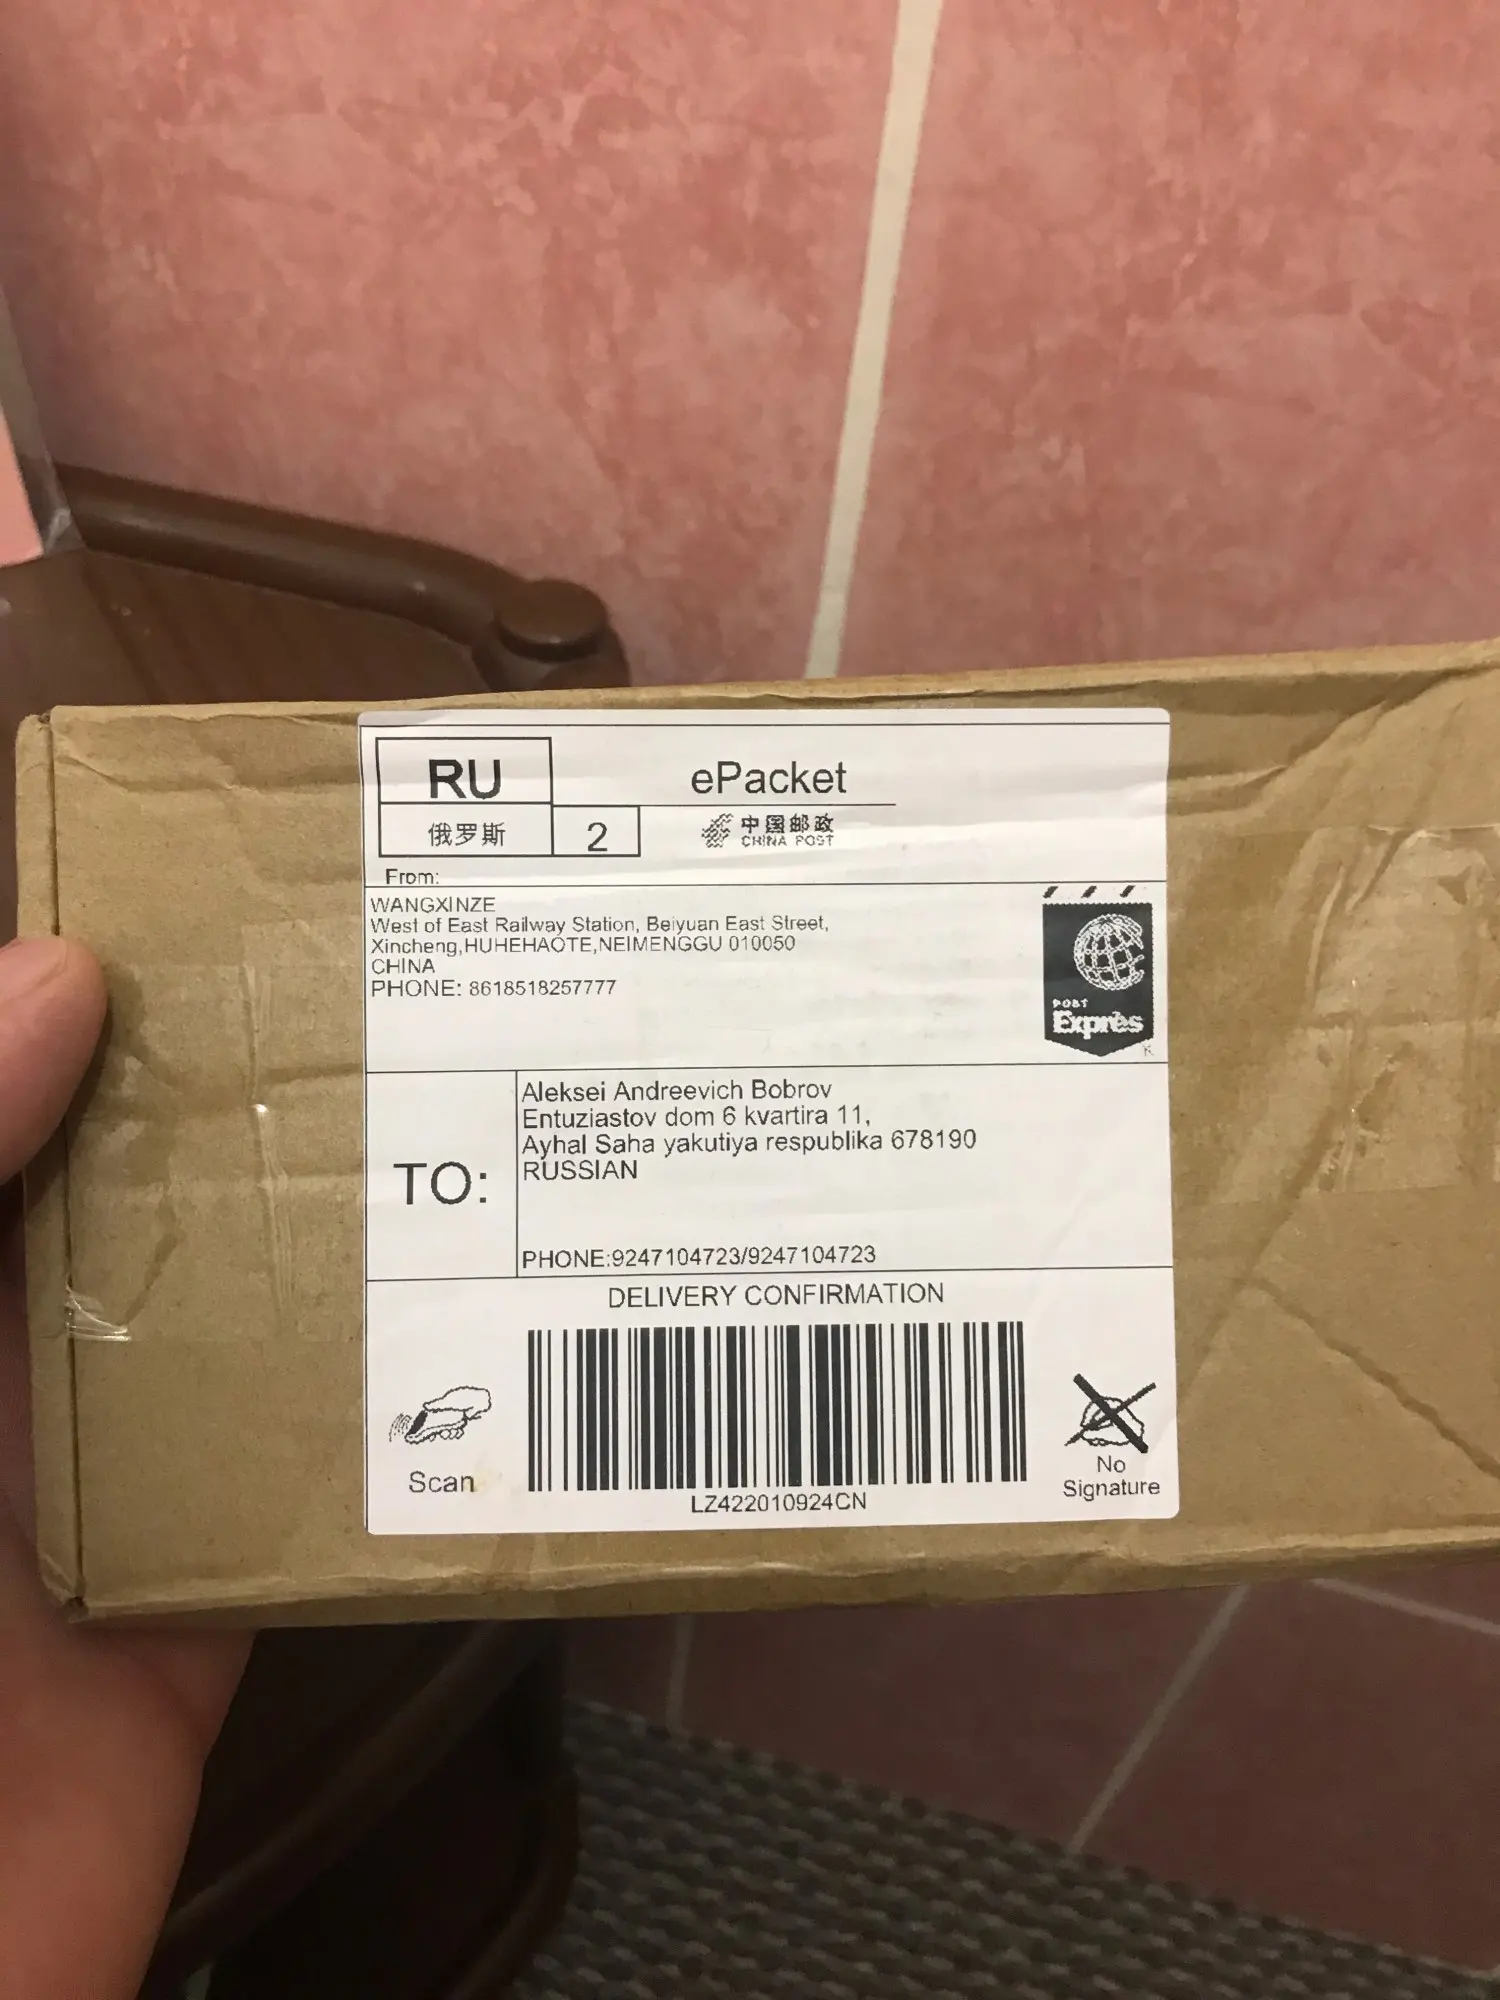 RU
ePacket
俄罗斯
2
中国邮政
CHINA POST
From:
WANGXINZE
West of East Railway Station, Beiyuan East Street,
Xincheng,HUHEHAOTE,NEIMENGGU 010050
CHINA
PHONE: 8618518257777
POST
Exprès
TO:
Aleksei Andreevich Bobrov
Entuziastov dom 6 kvartira 11,
Ayhal Saha yakutiya respublika 678190
RUSSIAN
PHONE:9247104723/9247104723
DELIVERY CONFIRMATION
Scan
LZ422010924CN
No
Signature